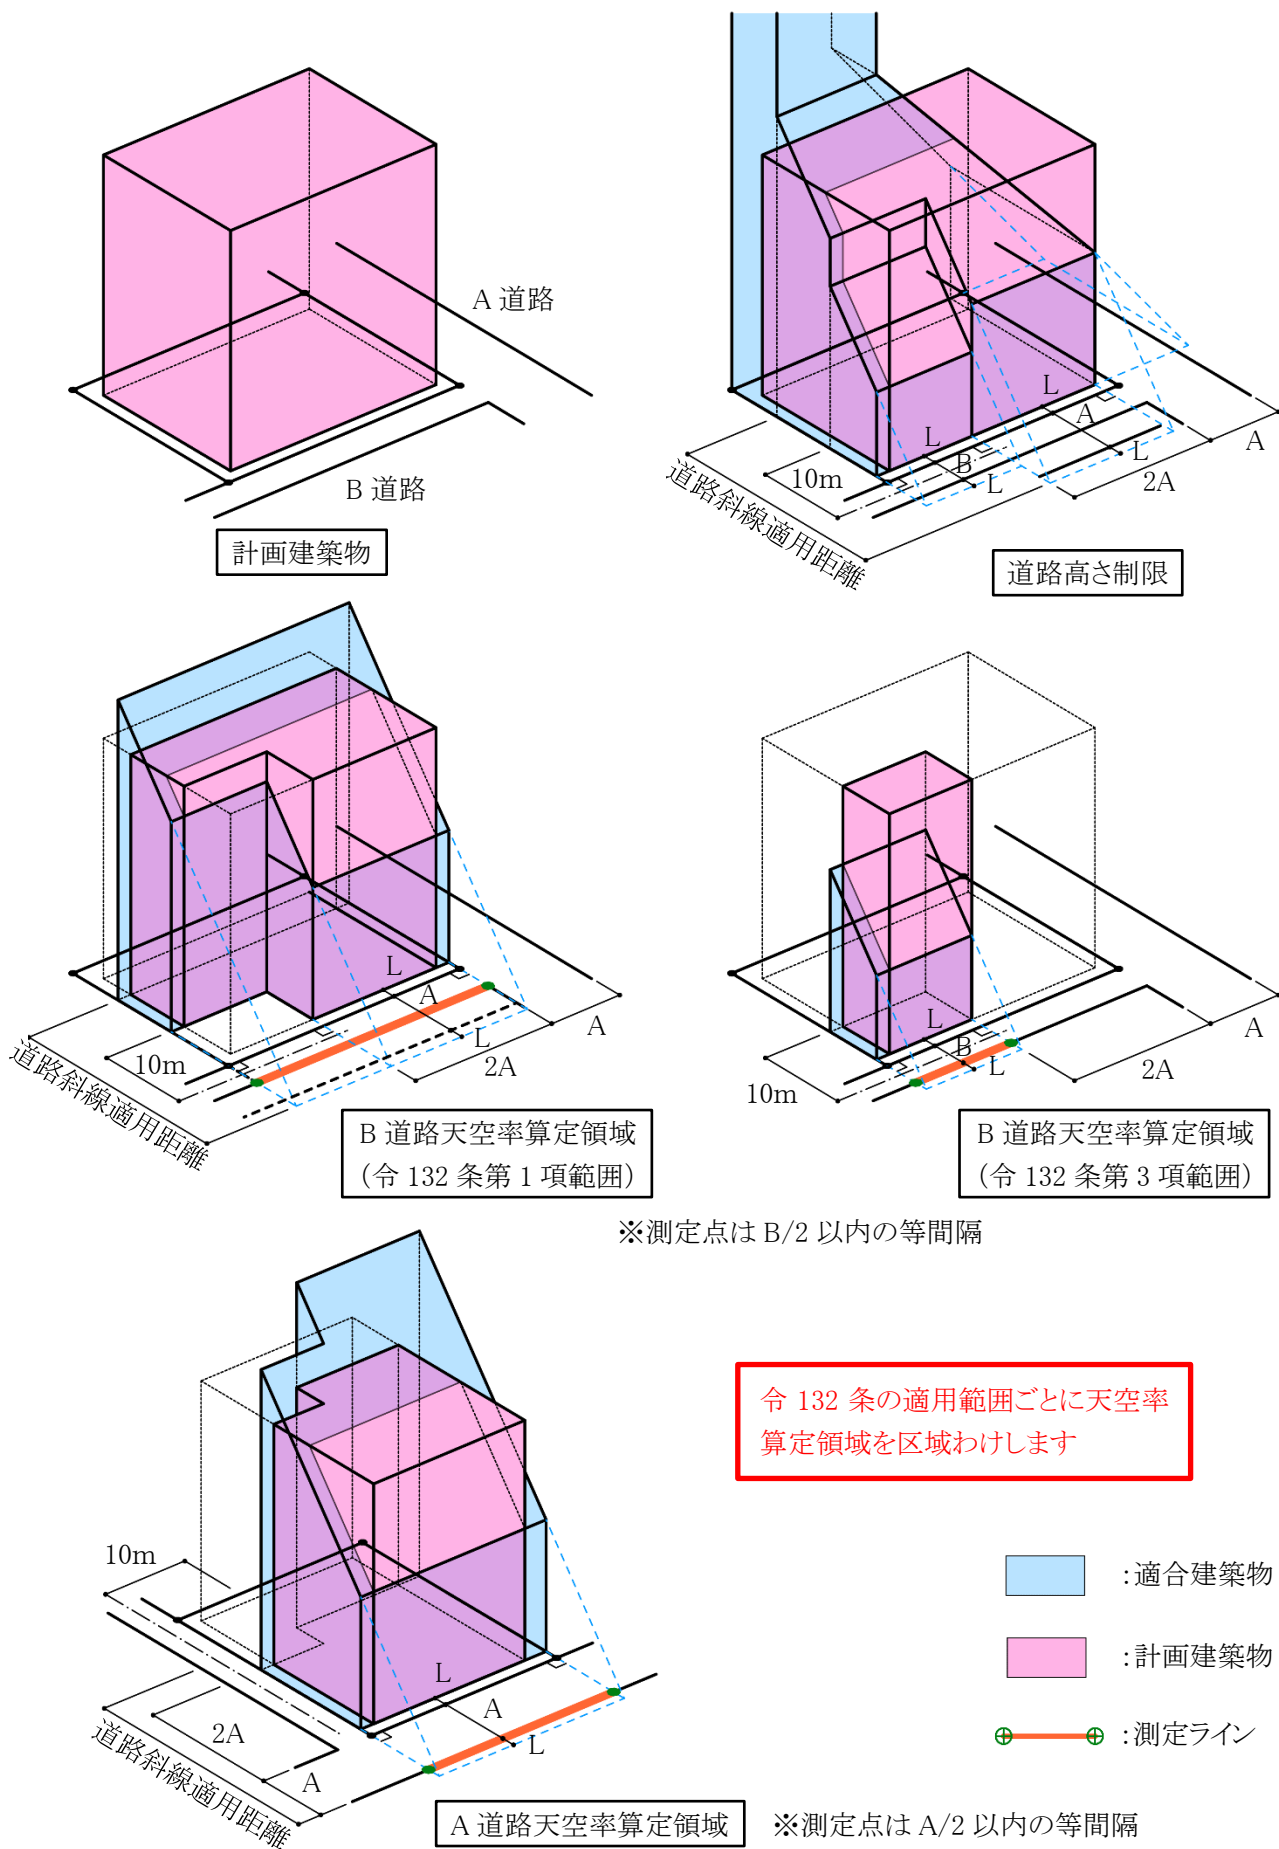 A 道路
B 道路
計画建築物
L
A
L
B
L
L
A
2A
10m
道路斜線適用距離
道路高さ制限
L
A
L
A
2A
10m
道路斜線適用距離
B 道路天空率算定領域
(令 132 条第 1 項範囲)
L
B
L
A
2A
10m
B 道路天空率算定領域
(令 132 条第 3 項範囲)
※測定点は B/2 以内の等間隔
令 132 条の適用範囲ごとに天空率
算定領域を区域わけします
10m
L
A
L
2A
A
道路斜線適用距離
A 道路天空率算定領域
※測定点は A/2 以内の等間隔
:適合建築物
:計画建築物
:測定ライン